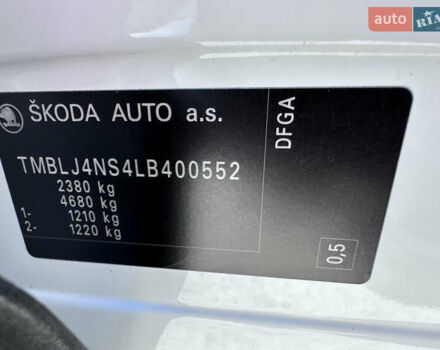 auto RIA
ŠKODA AUTO a.s.
DFGA
TMBLJ4NS4LB400552
2380 kg
4680 kg
1- 1210 kg
2- 1220 kg
0,5